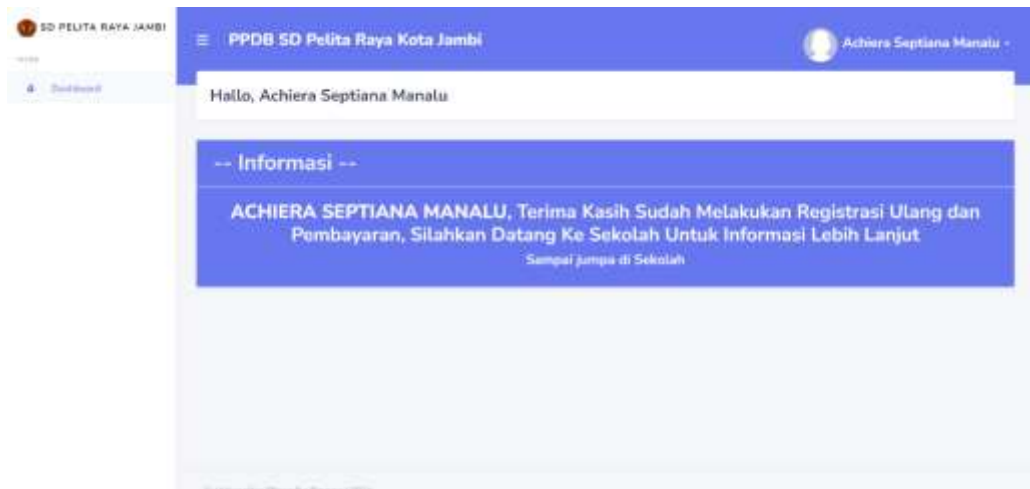 SD PELITA RAYA JAMBI
Dashboard
PPDB SD Pelita Raya Kota Jambi
Achiera Septiana Manalu
Hallo, Achiera Septiana Manalu
-- Informasi --
ACHIERA SEPTIANA MANALU, Terima Kasih Sudah Melakukan Registrasi Ulang dan
Pembayaran, Silahkan Datang Ke Sekolah Untuk Informasi Lebih Lanjut
Sampai jumpa di Sekolah